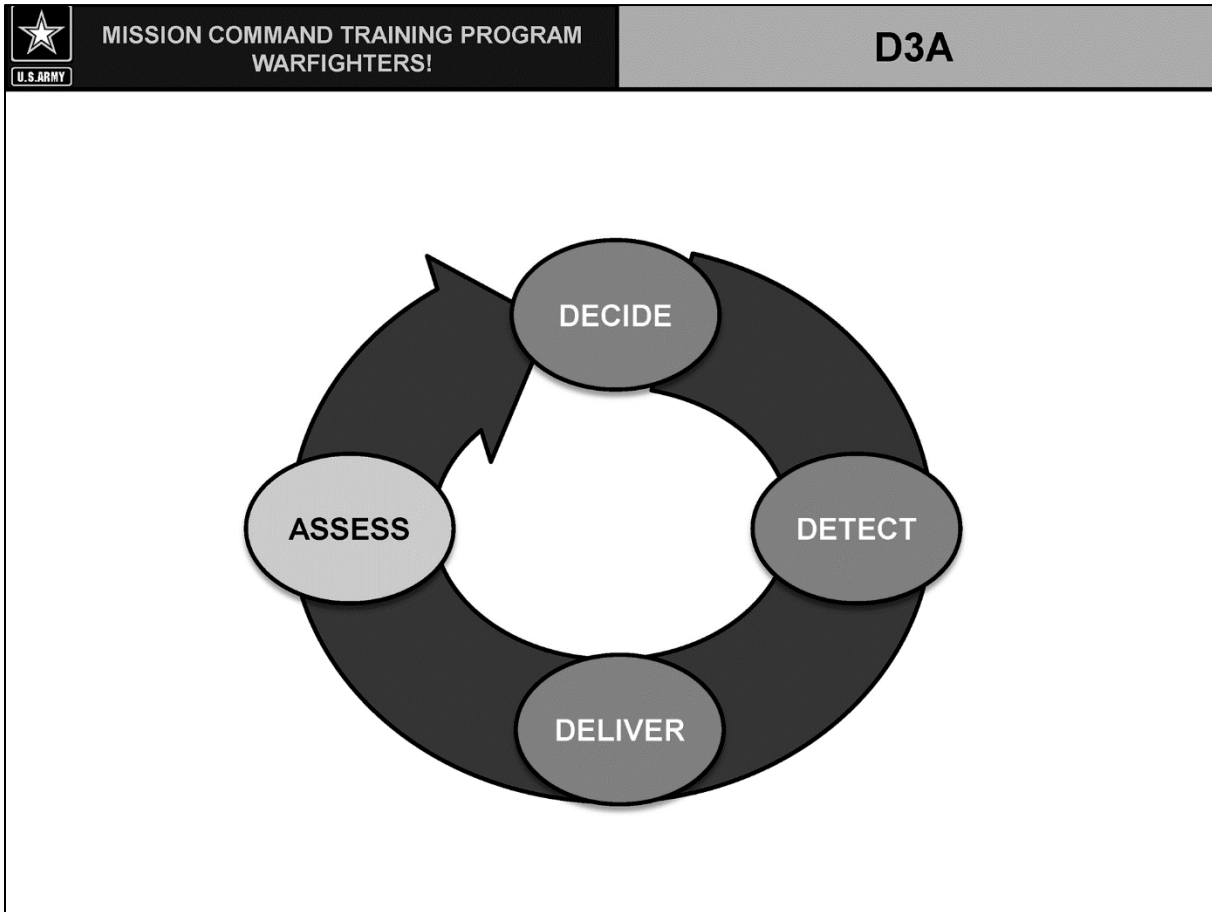 U.S.ARMY
MISSION COMMAND TRAINING PROGRAM
WARFIGHTERS!
D3A
DECIDE
DETECT
DELIVER
ASSESS